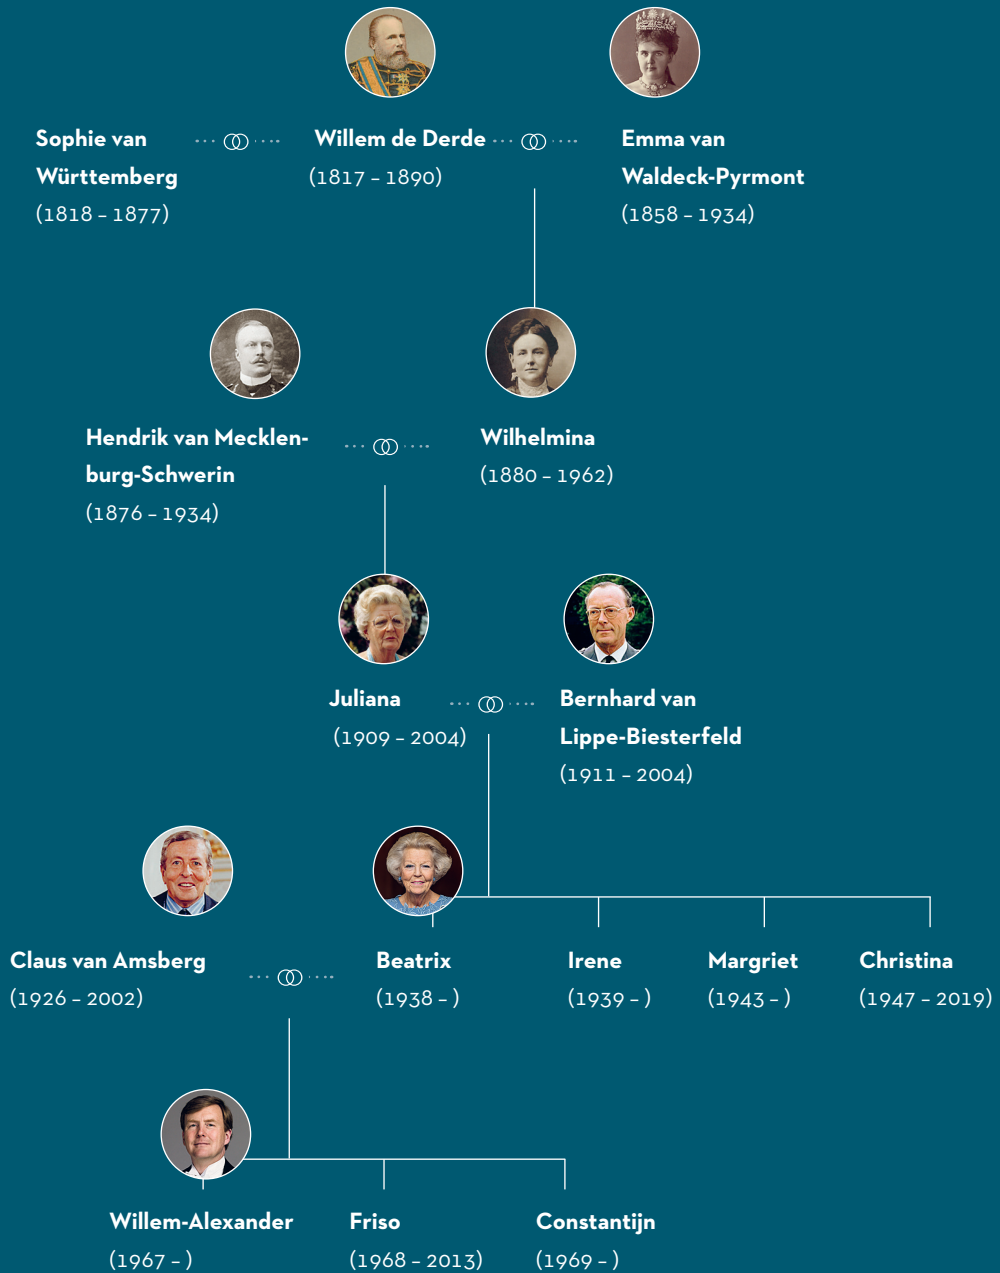 Sophie van
Württemberg
(1818 – 1877)
Willem de Derde
(1817 – 1890)
Emma van
Waldeck-Pyrmont
(1858 – 1934)
Hendrik van Mecklen-
burg-Schwerin
(1876 – 1934)
Wilhelmina
(1880 – 1962)
Juliana
(1909 – 2004)
Bernhard van
Lippe-Biesterfeld
(1911 – 2004)
Claus van Amsberg
(1926 – 2002)
Beatrix
(1938 – )
Irene
(1939 – )
Margriet
(1943 – )
Christina
(1947 – 2019)
Willem-Alexander
(1967 – )
Friso
(1968 – 2013)
Constantijn
(1969 – )